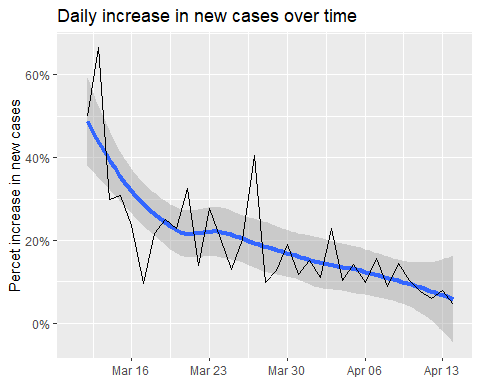 Daily increase in new cases over time
Percet increase in new cases
60%
40%
20%
0%
Mar 16 Mar 23 Mar 30 Apr 06 Apr 13